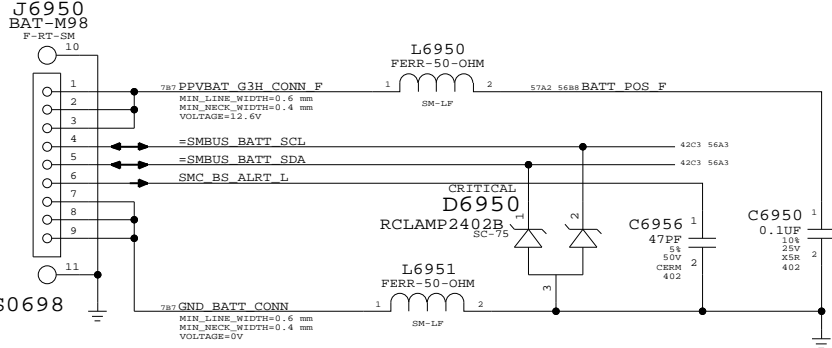 J6950
BAT-M98
F-RT-SM
10
1
2
3
4
5
6
7
8
9
11
S0698
7B7 PPVBAT_G3H_CONN_F
MIN_LINE_WIDTH=0.6 mm
MIN_NECK_WIDTH=0.4 mm
VOLTAGE=12.6V
L6950
FERR-50-OHM
1
2
SM-LF
57A2 56B8 BATT_POS_F
=SMBUS_BATT_SCL
42C3 56A3
=SMBUS_BATT_SDA
42C3 56A3
SMC_BS_ALRT_L
CRITICAL
D6950
RCLAMP2402B
SC-75
1
2
3
C6956
47PF
5%
50V
CERM
402
1
2
C6950
0.1UF
10%
25V
X5R
402
1
2
L6951
FERR-50-OHM
1
2
SM-LF
7B7 GND_BATT_CONN
MIN_LINE_WIDTH=0.6 mm
MIN_NECK_WIDTH=0.4 mm
VOLTAGE=0V